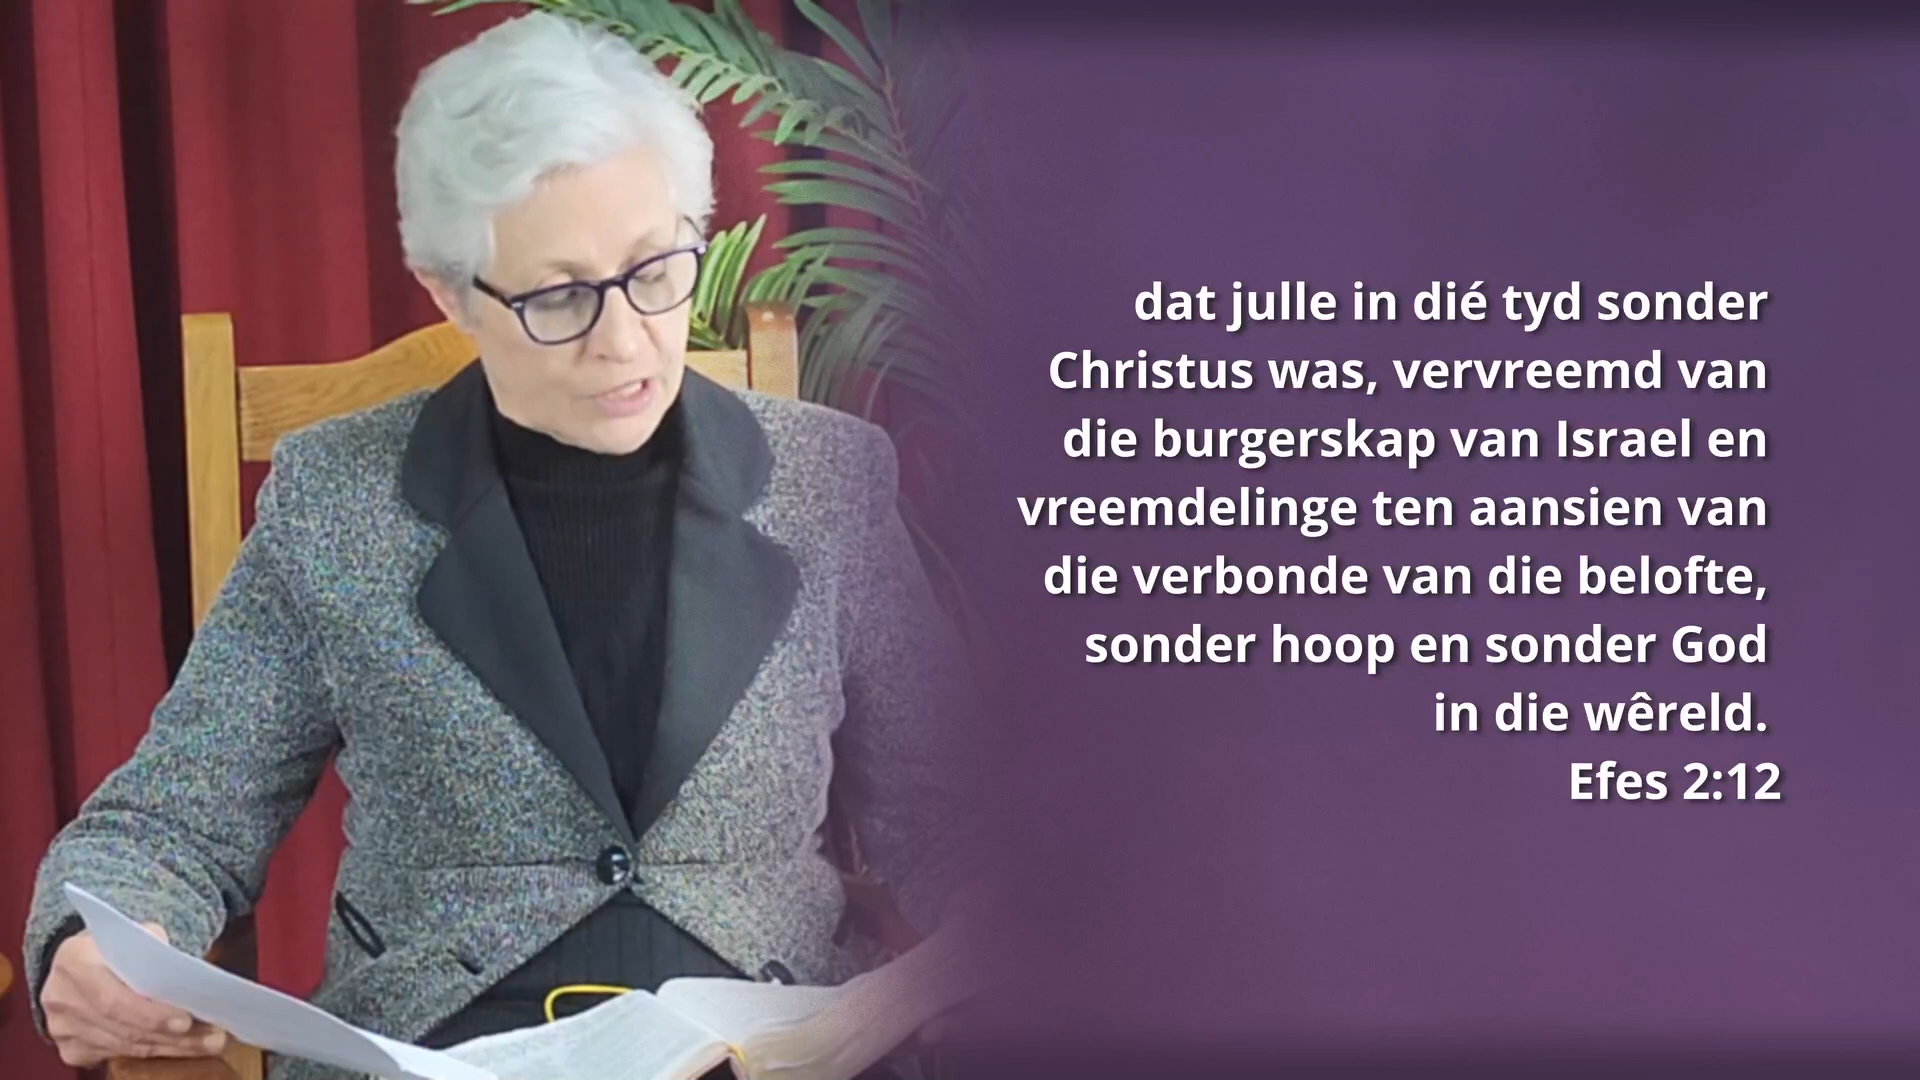 dat julle in dié tyd sonder
Christus was, vervreemd van
die burgerskap van Israel en
vreemdelinge ten aansien van
die verbonde van die belofte,
sonder hoop en sonder God
in die wêreld.
Efes 2:12